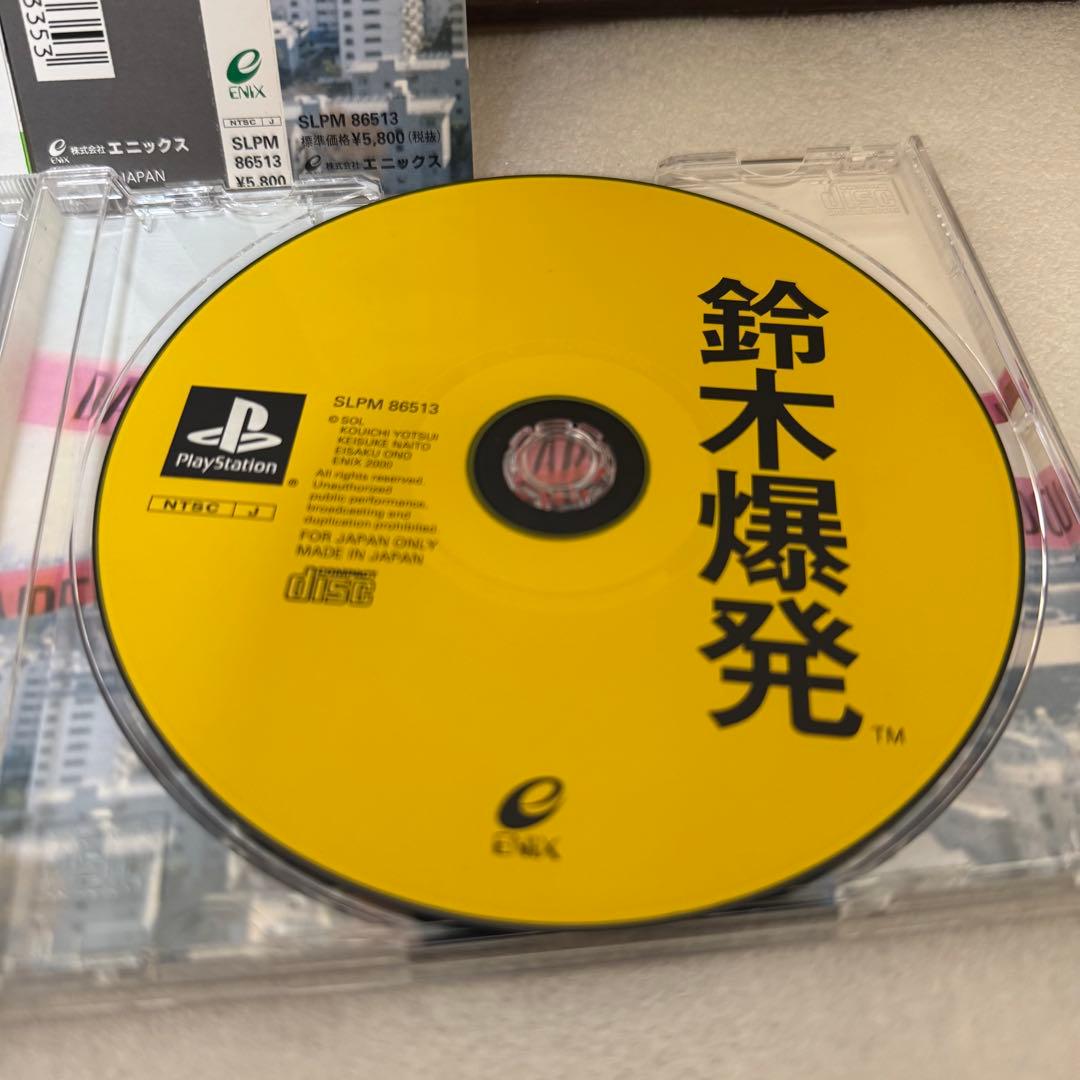 3353
株式会社 エニックス
ENIX
JAPAN
ENIX
NTSC J
SLPM
86513
¥5,800
SLPM 86513
標準価格¥5,800(税抜)
株式会社 エニックス
鈴木爆発
TM
PlayStation
®
NTSC J
SLPM 86513
© SOL
KOUICHI YOTSUI
KEISUKE NAITO
EISAKU ONO
ENIX 2000
All rights reserved.
Unauthorized
public performance,
broadcasting and
duplication prohibited.
FOR JAPAN ONLY
MADE IN JAPAN
COMPACT
disc
ENIX